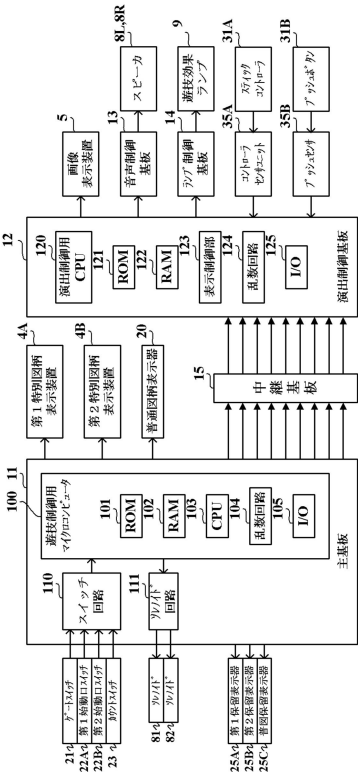 21
ゲートスイッチ
22A
第1始動口スイッチ
22B
第2始動口スイッチ
23
カウントスイッチ
110
スイッチ
回路
100
11
遊技制御用
マイクロコンピュータ
101
ROM
102
RAM
103
CPU
104
乱数回路
105
I/O
主基板
111
ソレノイド
回路
81
ソレノイド
82
ソレノイド
25A
第1保留表示器
25B
第2保留表示器
25C
普図保留表示器
4A
第1特別図柄
表示装置
4B
第2特別図柄
表示装置
20
普通図柄表示器
15
中継基板
12
120
演出制御用
CPU
121
ROM
122
RAM
123
表示制御部
124
乱数回路
125
I/O
演出制御基板
5
画像
表示装置
13
音声制御
基板
8L,8R
スピーカ
14
ランプ制御
基板
9
遊技効果
ランプ
35A
コントローラ
センサユニット
31A
スティック
コントローラ
35B
プッシュセンサ
31B
プッシュボタン